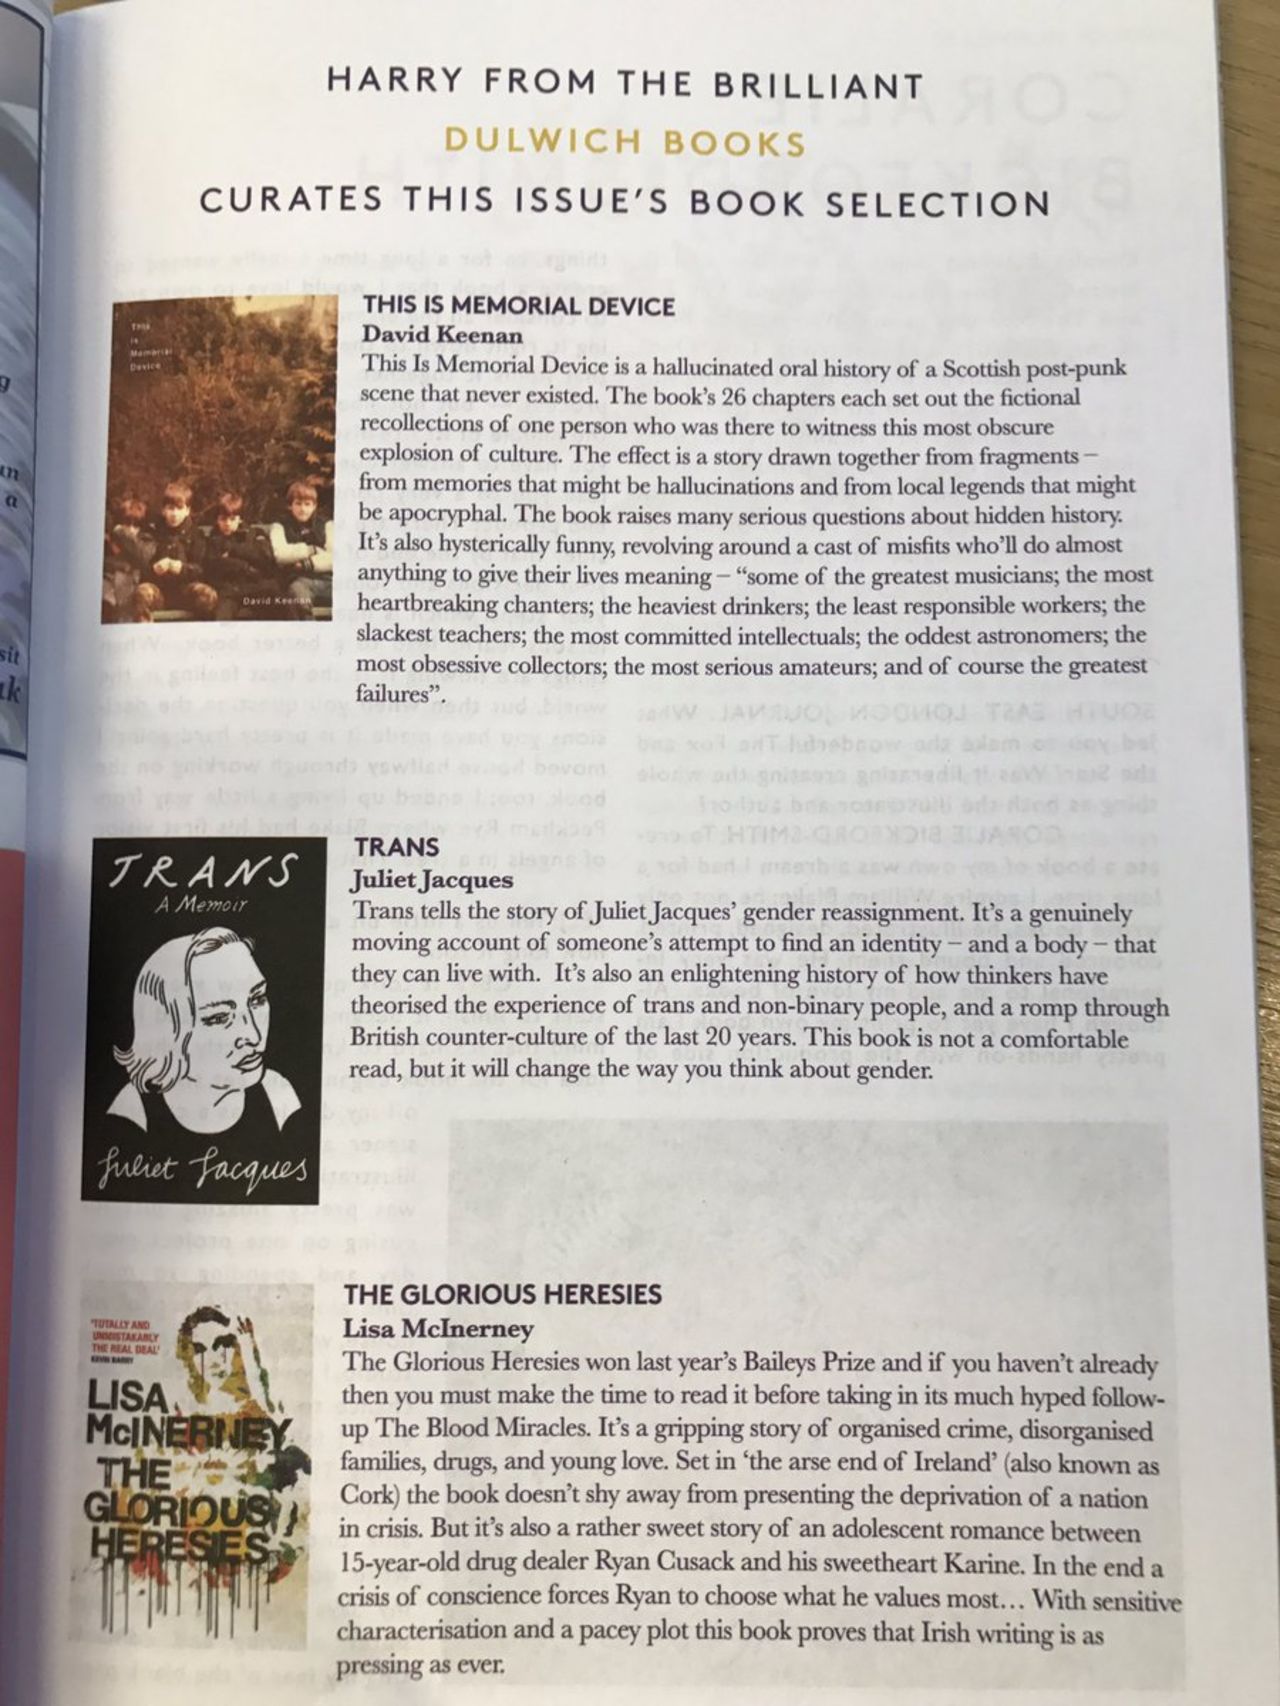 HARRY FROM THE BRILLIANT
DULWICH BOOKS
CURATES THIS ISSUE'S BOOK SELECTION
This
is
Memorial
Device
David Keenan
THIS IS MEMORIAL DEVICE
David Keenan
This Is Memorial Device is a hallucinated oral history of a Scottish post-punk
scene that never existed. The book's 26 chapters each set out the fictional
recollections of one person who was there to witness this most obscure
explosion of culture. The effect is a story drawn together from fragments –
from memories that might be hallucinations and from local legends that might
be apocryphal. The book raises many serious questions about hidden history.
It's also hysterically funny, revolving around a cast of misfits who'll do almost
anything to give their lives meaning – “some of the greatest musicians; the most
heartbreaking chanters; the heaviest drinkers; the least responsible workers; the
slackest teachers; the most committed intellectuals; the oddest astronomers; the
most obsessive collectors; the most serious amateurs; and of course the greatest
failures”.
TRANS
A Memoir
Juliet Jacques
TRANS
Juliet Jacques
Trans tells the story of Juliet Jacques' gender reassignment. It's a genuinely
moving account of someone's attempt to find an identity – and a body – that
they can live with. It's also an enlightening history of how thinkers have
theorised the experience of trans and non-binary people, and a romp through
British counter-culture of the last 20 years. This book is not a comfortable
read, but it will change the way you think about gender.
'TOTALLY AND
UNMISTAKABLY
THE REAL DEAL'
KEVIN BARRY
LISA
McINERNEY
THE
GLORIOUS
HERESIES
THE GLORIOUS HERESIES
Lisa McInerney
The Glorious Heresies won last year's Baileys Prize and if you haven't already
then you must make the time to read it before taking in its much hyped follow-
up The Blood Miracles. It's a gripping story of organised crime, disorganised
families, drugs, and young love. Set in 'the arse end of Ireland' (also known as
Cork) the book doesn't shy away from presenting the deprivation of a nation
in crisis. But it's also a rather sweet story of an adolescent romance between
15-year-old drug dealer Ryan Cusack and his sweetheart Karine. In the end a
crisis of conscience forces Ryan to choose what he values most… With sensitive
characterisation and a pacey plot this book proves that Irish writing is as
pressing as ever.